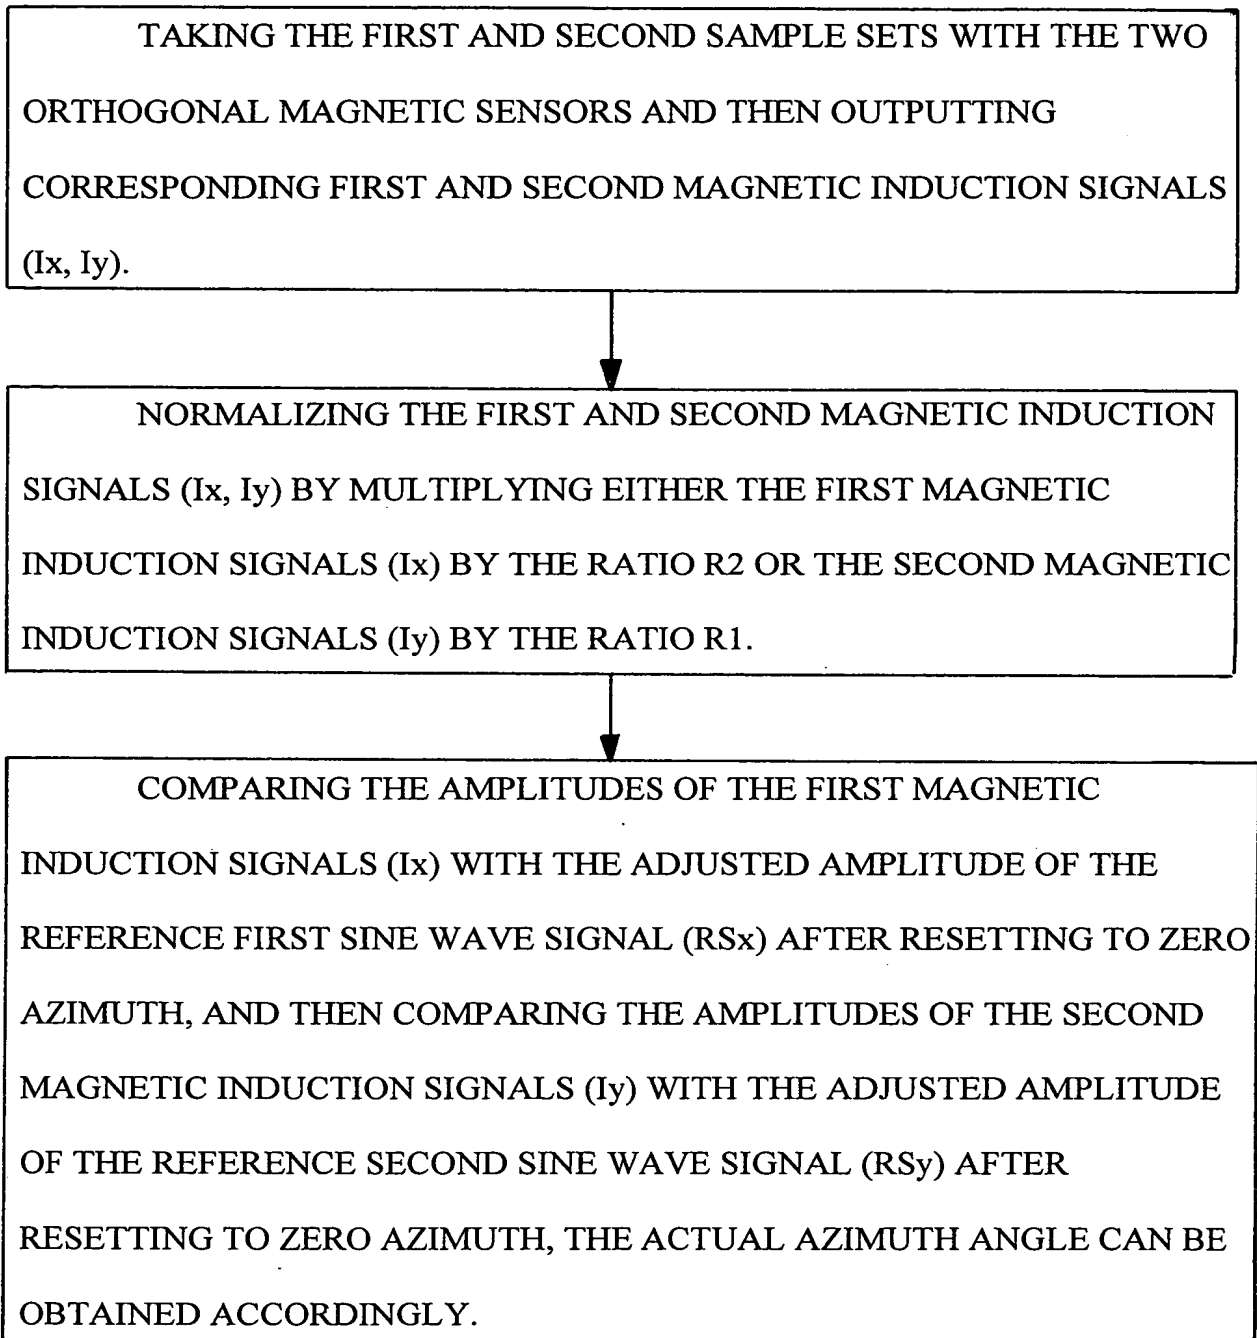 TAKING THE FIRST AND SECOND SAMPLE SETS WITH THE TWO
ORTHOGONAL MAGNETIC SENSORS AND THEN OUTPUTTING
CORRESPONDING FIRST AND SECOND MAGNETIC INDUCTION SIGNALS
(Ix, Iy).
NORMALIZING THE FIRST AND SECOND MAGNETIC INDUCTION
SIGNALS (Ix, Iy) BY MULTIPLYING EITHER THE FIRST MAGNETIC
INDUCTION SIGNALS (Ix) BY THE RATIO R2 OR THE SECOND MAGNETIC
INDUCTION SIGNALS (Iy) BY THE RATIO R1.
COMPARING THE AMPLITUDES OF THE FIRST MAGNETIC
INDUCTION SIGNALS (Ix) WITH THE ADJUSTED AMPLITUDE OF THE
REFERENCE FIRST SINE WAVE SIGNAL (RSx) AFTER RESETTING TO ZERO
AZIMUTH, AND THEN COMPARING THE AMPLITUDES OF THE SECOND
MAGNETIC INDUCTION SIGNALS (Iy) WITH THE ADJUSTED AMPLITUDE
OF THE REFERENCE SECOND SINE WAVE SIGNAL (RSy) AFTER
RESETTING TO ZERO AZIMUTH, THE ACTUAL AZIMUTH ANGLE CAN BE
OBTAINED ACCORDINGLY.